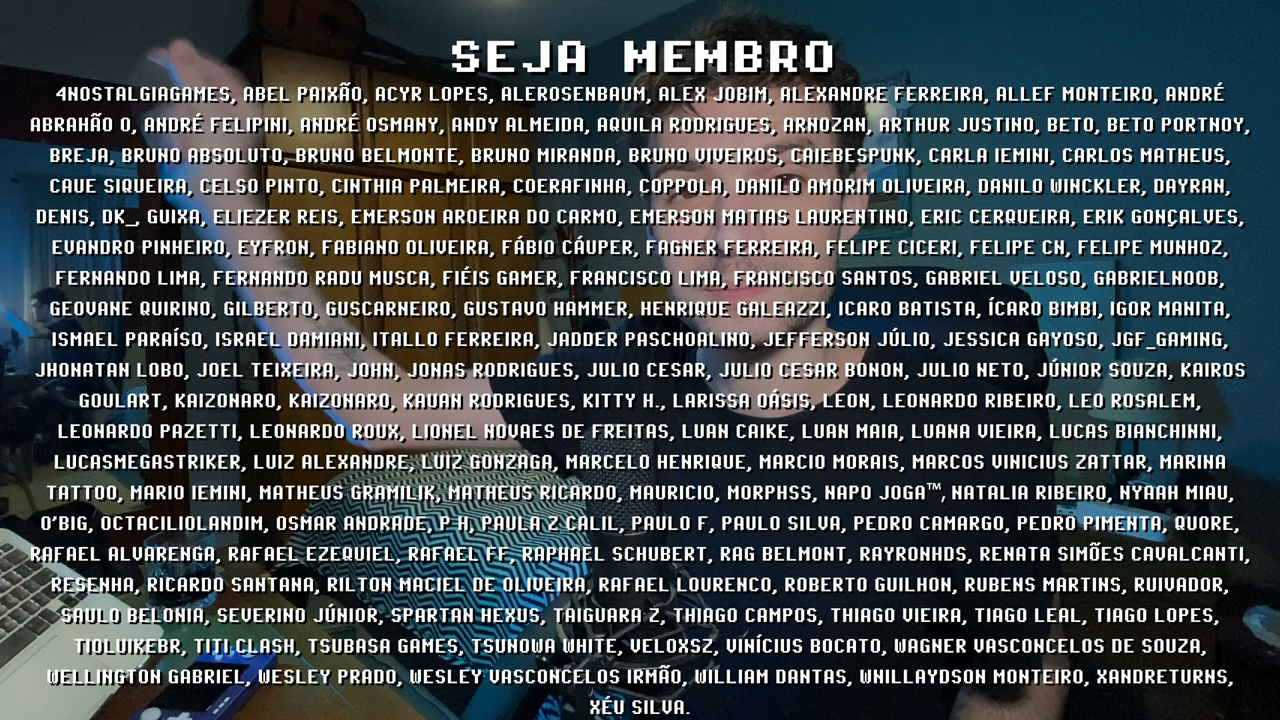 SEJA MEMBRO
4NOSTALGIAGAMES, ABEL PAIXÃO, ACYR LOPES, ALEROSENBAUM, ALEX JOBIM, ALEXANDRE FERREIRA, ALLEF MONTEIRO, ANDRÉ
ABRAHÃO O, ANDRÉ FELIPINI, ANDRÉ OSMANY, ANDY ALMEIDA, AQUILA RODRIGUES, ARNOZAN, ARTHUR JUSTINO, BETO, BETO PORTNOY,
BREJA, BRUNO ABSOLUTO, BRUNO BELMONTE, BRUNO MIRANDA, BRUNO VIVEIROS, CAIEBESPUNK, CARLA IEMINI, CARLOS MATHEUS,
CAUE SIQUEIRA, CELSO PINTO, CINTHIA PALMEIRA, COERAFINHA, COPPOLA, DANILO AMORIM OLIVEIRA, DANILO WINCKLER, DAYRAN,
DENIS, DK_, GUIXA, ELIEZER REIS, EMERSON AROEIRA DO CARMO, EMERSON MATIAS LAURENTINO, ERIC CERQUEIRA, ERIK GONÇALVES,
EVANDRO PINHEIRO, EYFRON, FABIANO OLIVEIRA, FÁBIO CÁUPER, FAGNER FERREIRA, FELIPE CICERI, FELIPE CN, FELIPE MUNHOZ,
FERNANDO LIMA, FERNANDO RADU MUSCA, FIÉIS GAMER, FRANCISCO LIMA, FRANCISCO SANTOS, GABRIEL VELOSO, GABRIELNOOB,
GEOVANE QUIRINO, GILBERTO, GUSCARNEIRO, GUSTAVO HAMMER, HENRIQUE GALEAZZI, ICARO BATISTA, ÍCARO BIMBI, IGOR MANITA,
ISMAEL PARAÍSO, ISRAEL DAMIANI, ITALLO FERREIRA, JADDER PASCHOALINO, JEFFERSON JÚLIO, JESSICA GAYOSO, JGF_GAMING,
JHONATAN LOBO, JOEL TEIXEIRA, JOHN, JONAS RODRIGUES, JULIO CESAR, JULIO CESAR BONON, JULIO NETO, JÚNIOR SOUZA, KAIROS
GOULART, KAIZONARO, KAIZONARO, KAUAN RODRIGUES, KITTY H., LARISSA OÁSIS, LEON, LEONARDO RIBEIRO, LEO ROSALEM,
LEONARDO PAZETTI, LEONARDO ROUX, LIONEL NOVAES DE FREITAS, LUAN CAIKE, LUAN MAIA, LUANA VIEIRA, LUCAS BIANCHINNI,
LUCASMEGASTRIKER, LUIZ ALEXANDRE, LUIZ GONZAGA, MARCELO HENRIQUE, MARCIO MORAIS, MARCOS VINICIUS ZATTAR, MARINA
TATTOO, MARIO IEMINI, MATHEUS GRAMILIK, MATHEUS RICARDO, MAURICIO, MORPHSS, NAPO JOGA™, NATALIA RIBEIRO, NYAAH MIAU,
O'BIG, OCTACILIOLANDIM, OSMAR ANDRADE, P H, PAULA Z CALIL, PAULO F, PAULO SILVA, PEDRO CAMARGO, PEDRO PIMENTA, QUORE,
RAFAEL ALVARENGA, RAFAEL EZEQUIEL, RAFAEL FF, RAPHAEL SCHUBERT, RAG BELMONT, RAYRONHDS, RENATA SIMÕES CAVALCANTI,
RESENHA, RICARDO SANTANA, RILTON MACIEL DE OLIVEIRA, RAFAEL LOURENCO, ROBERTO GUILHON, RUBENS MARTINS, RUIVADOR,
SAULO BELONIA, SEVERINO JÚNIOR, SPARTAN HEXUS, TAIGUARA Z, THIAGO CAMPOS, THIAGO VIEIRA, TIAGO LEAL, TIAGO LOPES,
TIOLUIKEBR, TITI CLASH, TSUBASA GAMES, TSUNOWA WHITE, VELOXSZ, VINÍCIUS BOCATO, WAGNER VASCONCELOS DE SOUZA,
WELLINGTON GABRIEL, WESLEY PRADO, WESLEY VASCONCELOS IRMÃO, WILLIAM DANTAS, WNILLAYDSON MONTEIRO, XANDRETURNS,
XÉU SILVA.